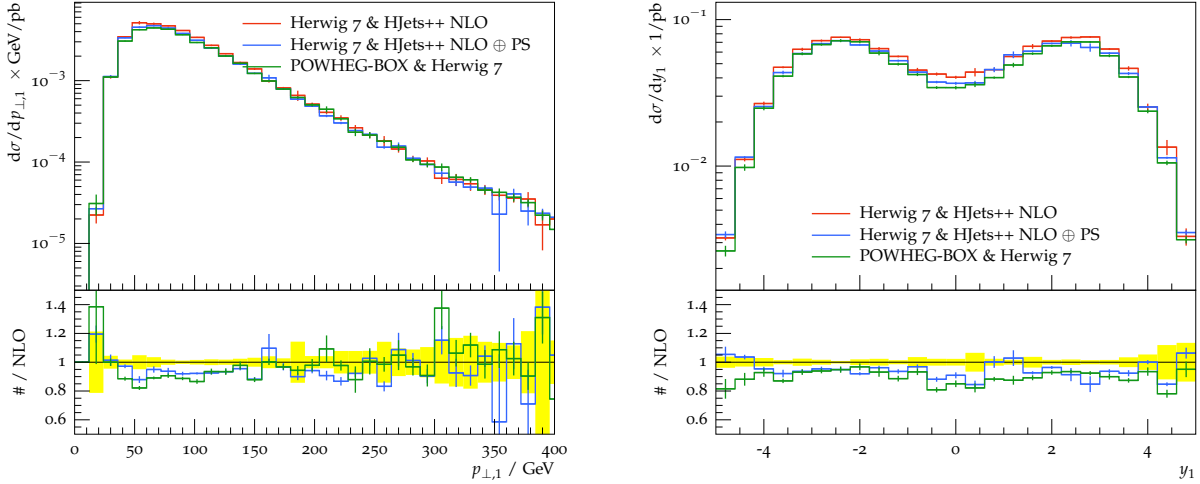 Herwig 7 & HJets++ NLO
Herwig 7 & HJets++ NLO ⊕ PS
POWHEG-BOX & Herwig 7
10⁻³
10⁻⁴
10⁻⁵
dσ/dp⊥,1 × GeV/pb
1.4
1.2
1
0.8
0.6
# / NLO
0 50 100 150 200 250 300 350 400
p⊥,1 / GeV
10⁻¹
10⁻²
dσ/dy₁ × 1/pb
Herwig 7 & HJets++ NLO
Herwig 7 & HJets++ NLO ⊕ PS
POWHEG-BOX & Herwig 7
1.4
1.2
1
0.8
0.6
# / NLO
-4 -2 0 2 4
y₁